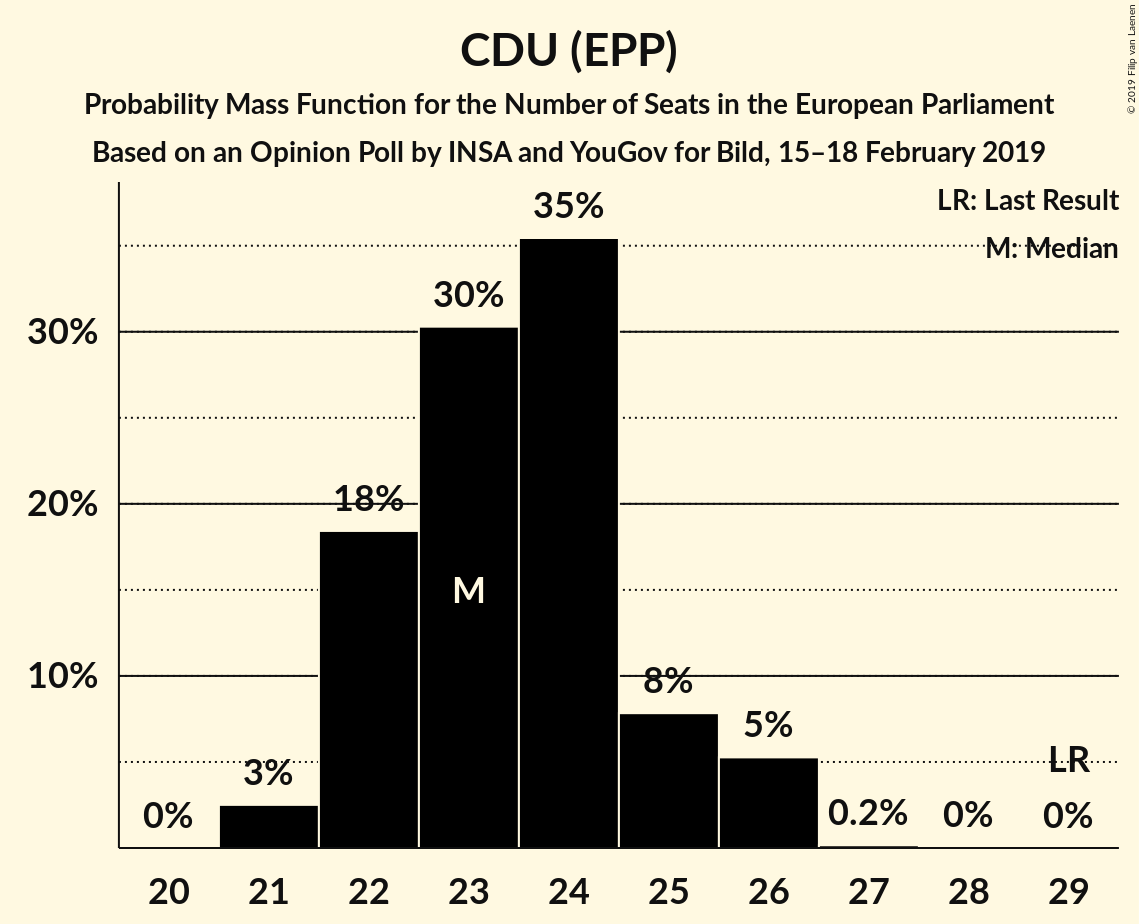 CDU (EPP)
Probability Mass Function for the Number of Seats in the European Parliament
Based on an Opinion Poll by INSA and YouGov for Bild, 15–18 February 2019
© 2019 Filip van Laenen
LR: Last Result
M: Median
35%
30%
30%
20%
18%
M
10%
8%
5%
3%
LR
0%
0.2%
0%
0%
20 21 22 23 24 25 26 27 28 29